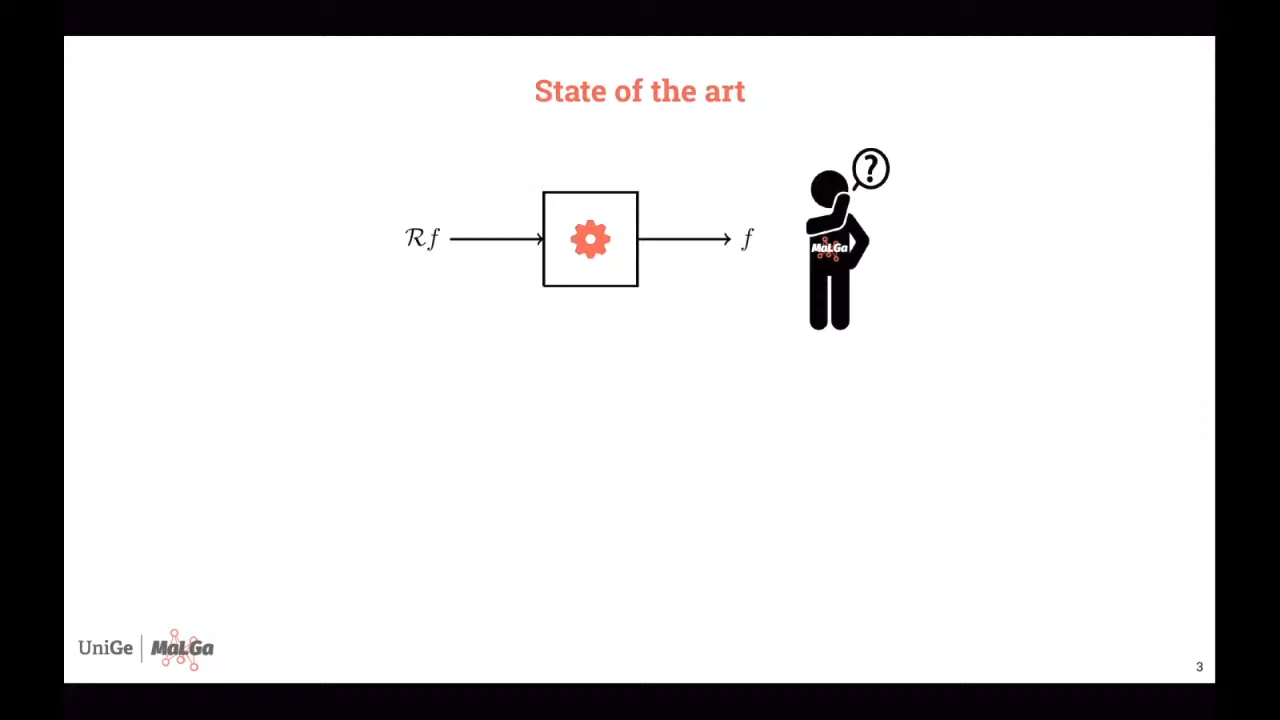 State of the art
?
ℛf
f
MaLGa
UniGe | MaLGa
3